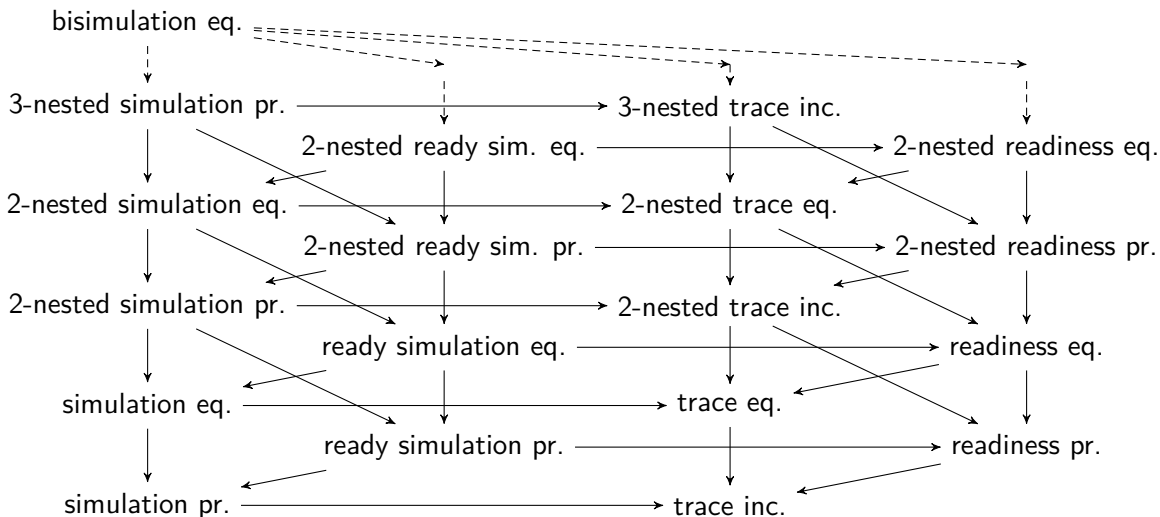 bisimulation eq.
3-nested simulation pr.
3-nested trace inc.
2-nested ready sim. eq.
2-nested readiness eq.
2-nested simulation eq.
2-nested trace eq.
2-nested ready sim. pr.
2-nested readiness pr.
2-nested simulation pr.
2-nested trace inc.
ready simulation eq.
readiness eq.
simulation eq.
trace eq.
ready simulation pr.
readiness pr.
simulation pr.
trace inc.